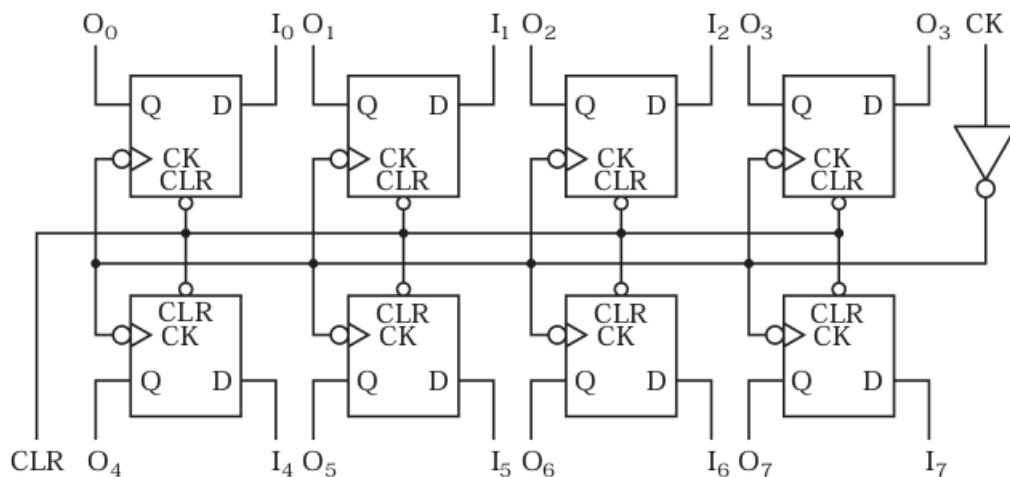 O₀ I₀ O₁ I₁ O₂ I₂ O₃ O₃ CK
Q D Q D Q D Q D
CK CK CK CK
CLR CLR CLR CLR
CLR CLR CLR CLR
CK CK CK CK
Q D Q D Q D Q D
CLR O₄ I₄ O₅ I₅ O₆ I₆ O₇ I₇